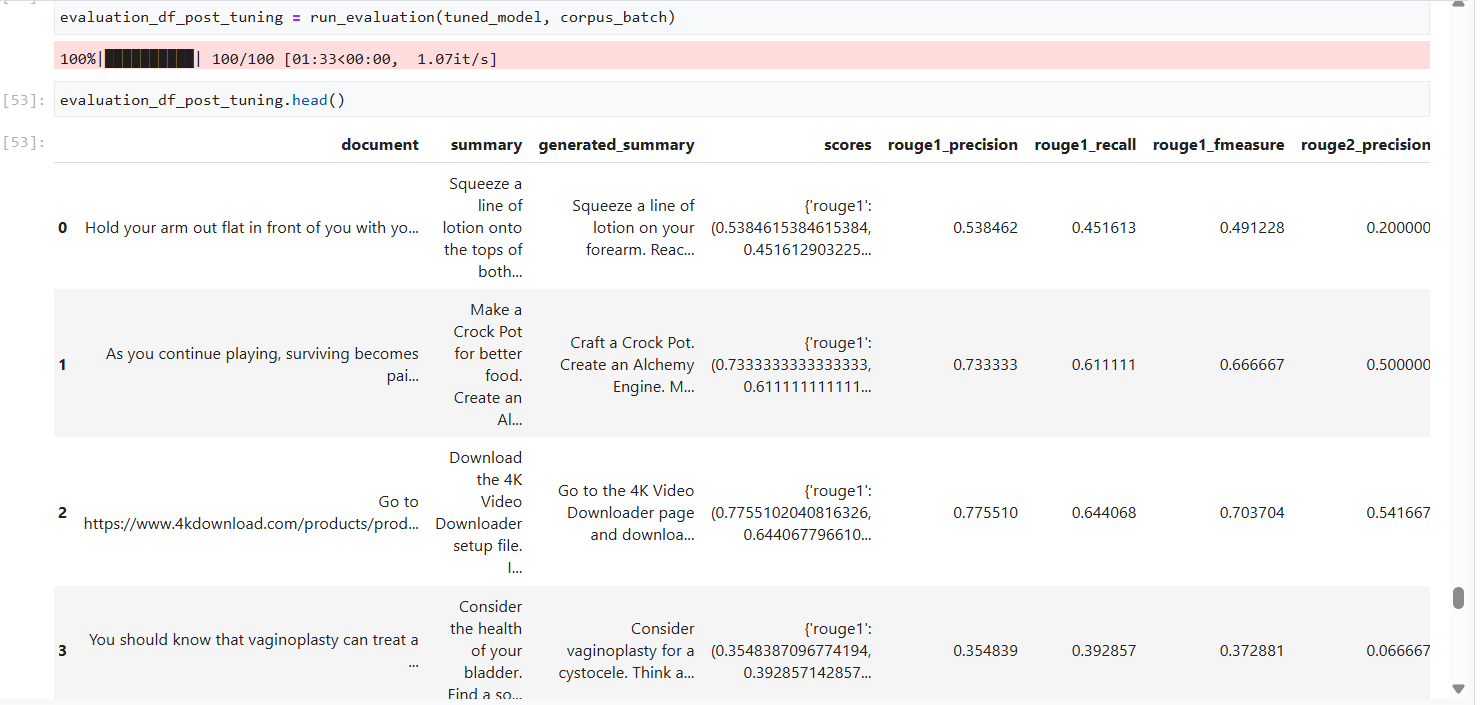 evaluation_df_post_tuning = run_evaluation(tuned_model, corpus_batch)
100%|██████████| 100/100 [01:33<00:00,  1.07it/s]
[53]: evaluation_df_post_tuning.head()
[53]:
document summary generated_summary scores rouge1_precision rouge1_recall rouge1_fmeasure rouge2_precision
Squeeze a
line of
lotion onto
the tops of
both...
Squeeze a line of
lotion on your
forearm. Reac...
{'rouge1':
(0.5384615384615384,
0.451612903225...
0 Hold your arm out flat in front of you with yo... 0.538462 0.451613 0.491228 0.200000
Make a
Crock Pot
for better
food.
Create an
Al...
Craft a Crock Pot.
Create an Alchemy
Engine. M...
{'rouge1':
(0.7333333333333333,
0.611111111111...
1 As you continue playing, surviving becomes
pai...
0.733333 0.611111 0.666667 0.500000
Download
the 4K
Video
Downloader
setup file.
I...
Go to the 4K Video
Downloader page
and downloa...
{'rouge1':
(0.7755102040816326,
0.644067796610...
2 Go to
https://www.4kdownload.com/products/prod...
0.775510 0.644068 0.703704 0.541667
Consider
the health
of your
bladder.
Find a so...
Consider
vaginoplasty for a
cystocele. Think a...
{'rouge1':
(0.3548387096774194,
0.392857142857...
3 You should know that vaginoplasty can treat a
...
0.354839 0.392857 0.372881 0.066667